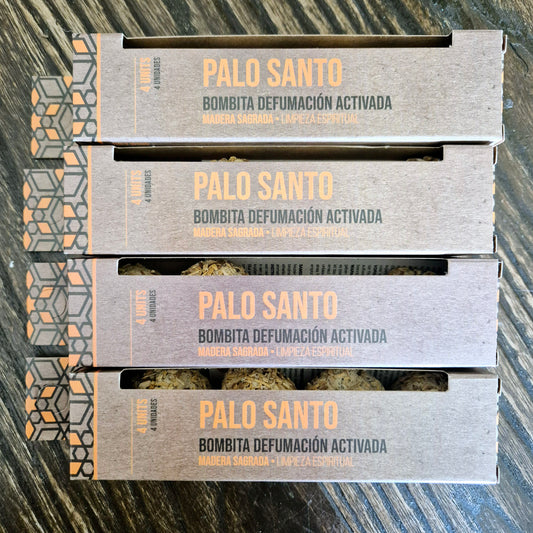 4 UNITS
4 UNIDADES
PALO SANTO
BOMBITA DEFUMACIÓN ACTIVADA
MADERA SAGRADA • LIMPIEZA ESPIRITUAL
4 UNITS
4 UNIDADES
PALO SANTO
BOMBITA DEFUMACIÓN ACTIVADA
MADERA SAGRADA • LIMPIEZA ESPIRITUAL
4 UNITS
4 UNIDADES
PALO SANTO
BOMBITA DEFUMACIÓN ACTIVADA
MADERA SAGRADA • LIMPIEZA ESPIRITUAL
4 UNITS
4 UNIDADES
PALO SANTO
BOMBITA DEFUMACIÓN ACTIVADA
MADERA SAGRADA • LIMPIEZA ESPIRITUAL